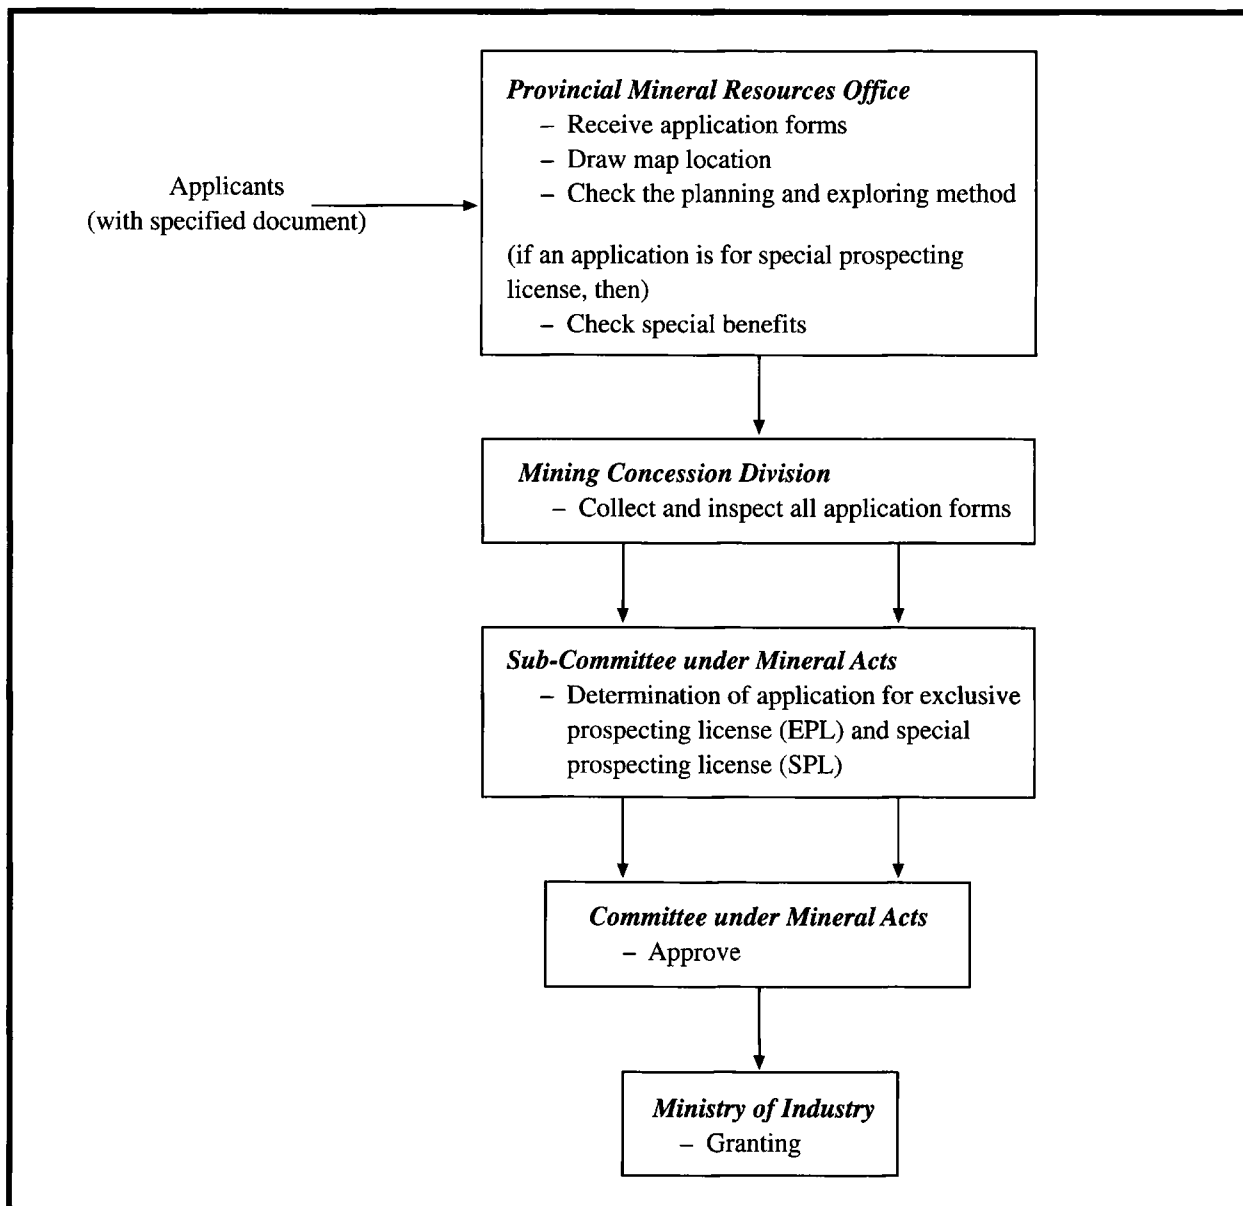 Provincial Mineral Resources Office
– Receive application forms
– Draw map location
– Check the planning and exploring method
Applicants
(with specified document)
(if an application is for special prospecting
license, then)
– Check special benefits
Mining Concession Division
– Collect and inspect all application forms
Sub-Committee under Mineral Acts
– Determination of application for exclusive
prospecting license (EPL) and special
prospecting license (SPL)
Committee under Mineral Acts
– Approve
Ministry of Industry
– Granting